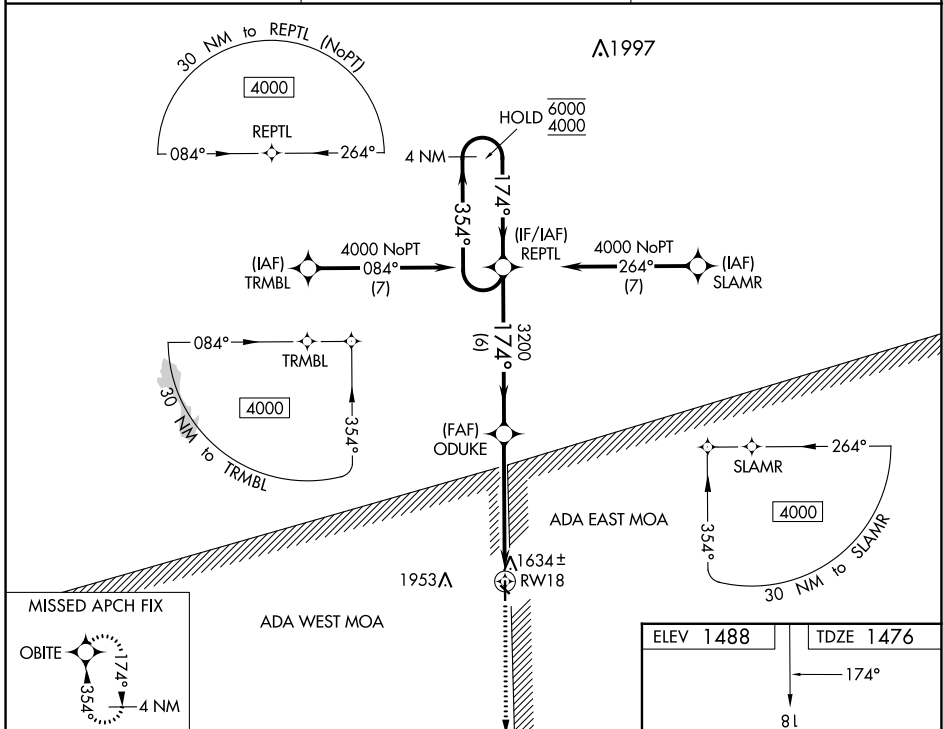 30 NM to REPTL (NoPT)
4000
REPTL
084°
264°
1997
HOLD 6000
4000
4 NM
174°
354°
(IF/IAF)
REPTL
(IAF)
TRMBL
4000 NoPT
084°
(7)
4000 NoPT
264°
(7)
(IAF)
SLAMR
3200
174°
(6)
084°
TRMBL
4000
354°
30 NM to TRMBL
(FAF)
ODUKE
264°
SLAMR
4000
354°
30 NM to SLAMR
ADA EAST MOA
1634±
RW18
1953
ADA WEST MOA
MISSED APCH FIX
OBITE
174°
354°
4 NM
ELEV 1488
TDZE 1476
174°
18